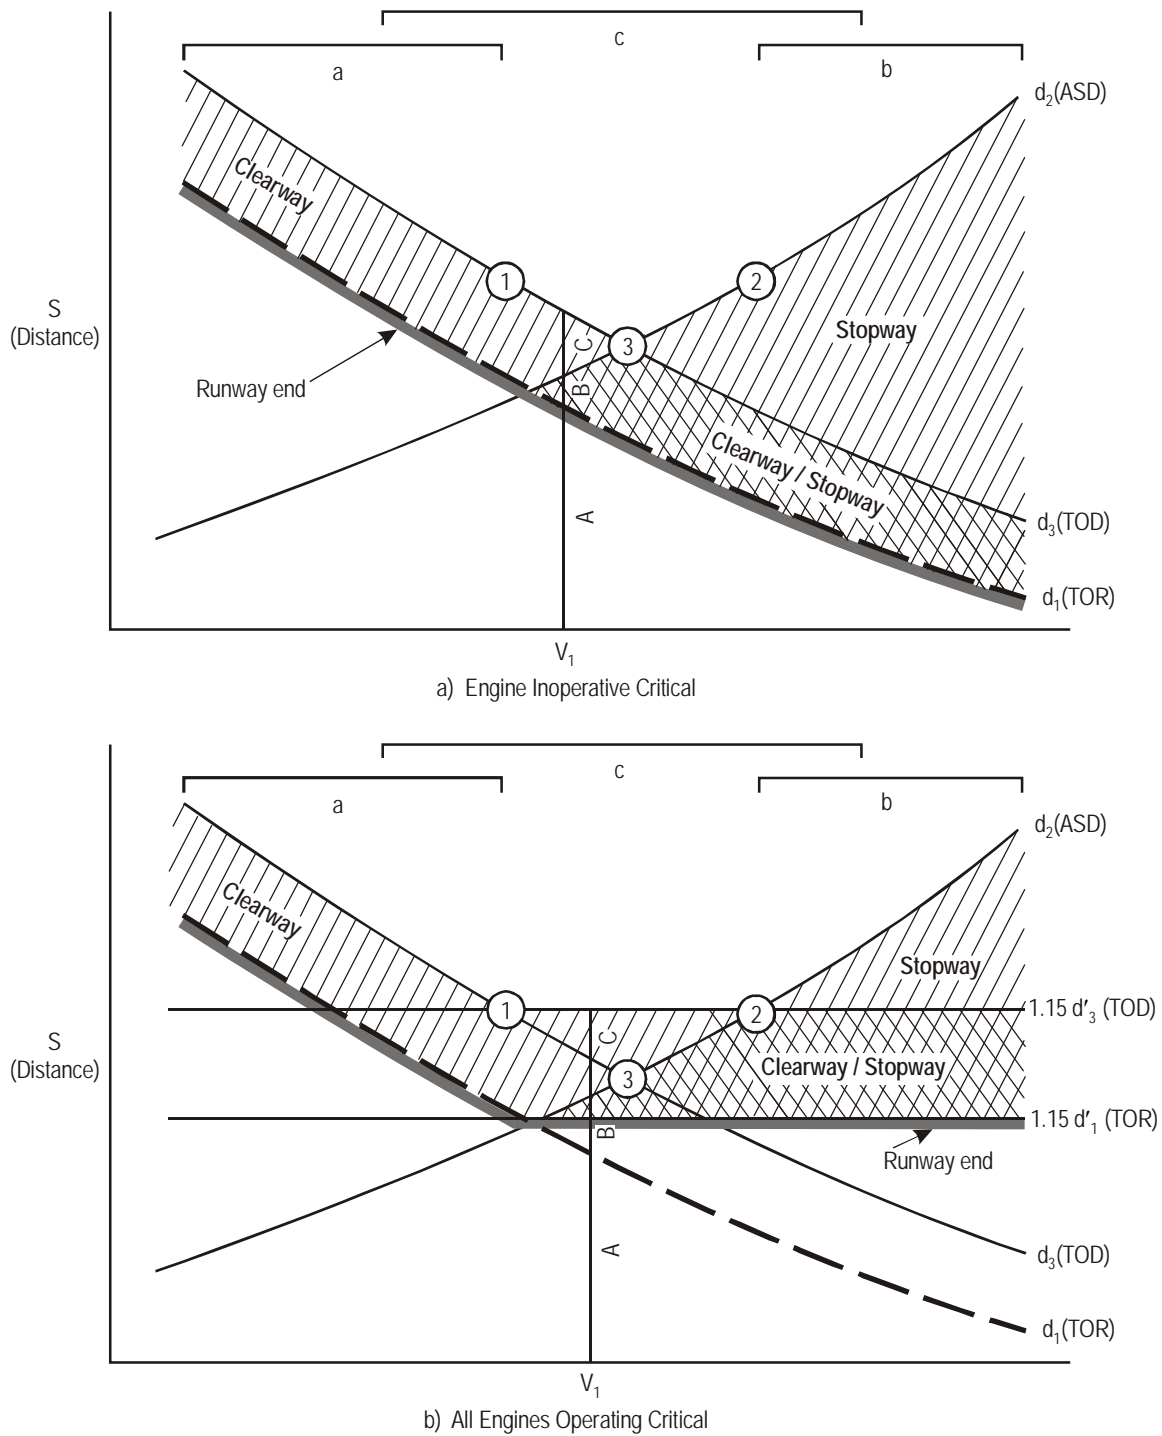 c
a
b
d₂(ASD)
Clearway
1
2
S
(Distance)
C
3
Stopway
Runway end
B
Clearway / Stopway
A
d₃(TOD)
d₁(TOR)
V₁
a) Engine Inoperative Critical
c
a
b
d₂(ASD)
Clearway
Stopway
1
2
1.15 d′₃ (TOD)
S
(Distance)
C
3
Clearway / Stopway
B
1.15 d′₁ (TOR)
Runway end
A
d₃(TOD)
d₁(TOR)
V₁
b) All Engines Operating Critical